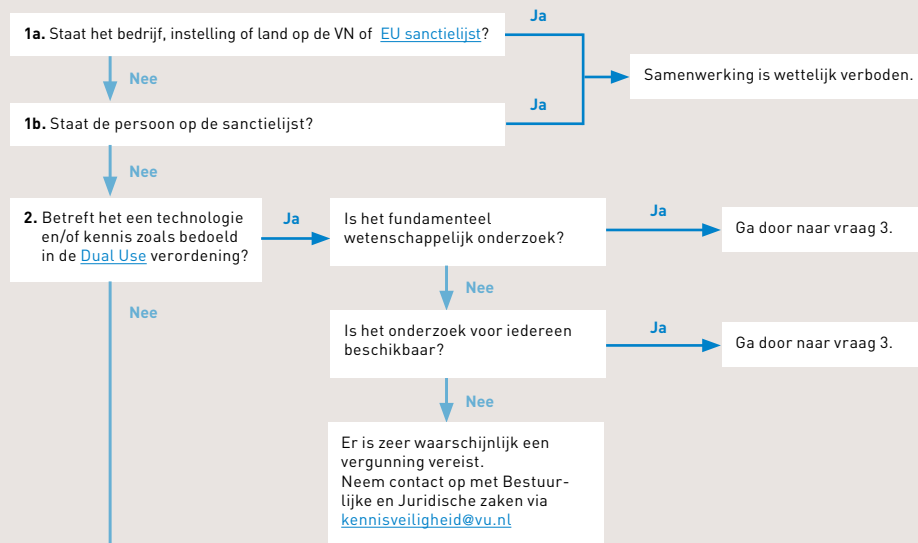 Ja
1a. Staat het bedrijf, instelling of land op de VN of EU sanctielijst?
Nee
Samenwerking is wettelijk verboden.
Ja
1b. Staat de persoon op de sanctielijst?
Nee
2. Betreft het een technologie
en/of kennis zoals bedoeld
in de Dual Use verordening?
Ja
Is het fundamenteel
wetenschappelijk onderzoek?
Ja
Ga door naar vraag 3.
Nee
Nee
Is het onderzoek voor iedereen
beschikbaar?
Ja
Ga door naar vraag 3.
Nee
Er is zeer waarschijnlijk een
vergunning vereist.
Neem contact op met Bestuur-
lijke en Juridische zaken via
kennisveiligheid@vu.nl